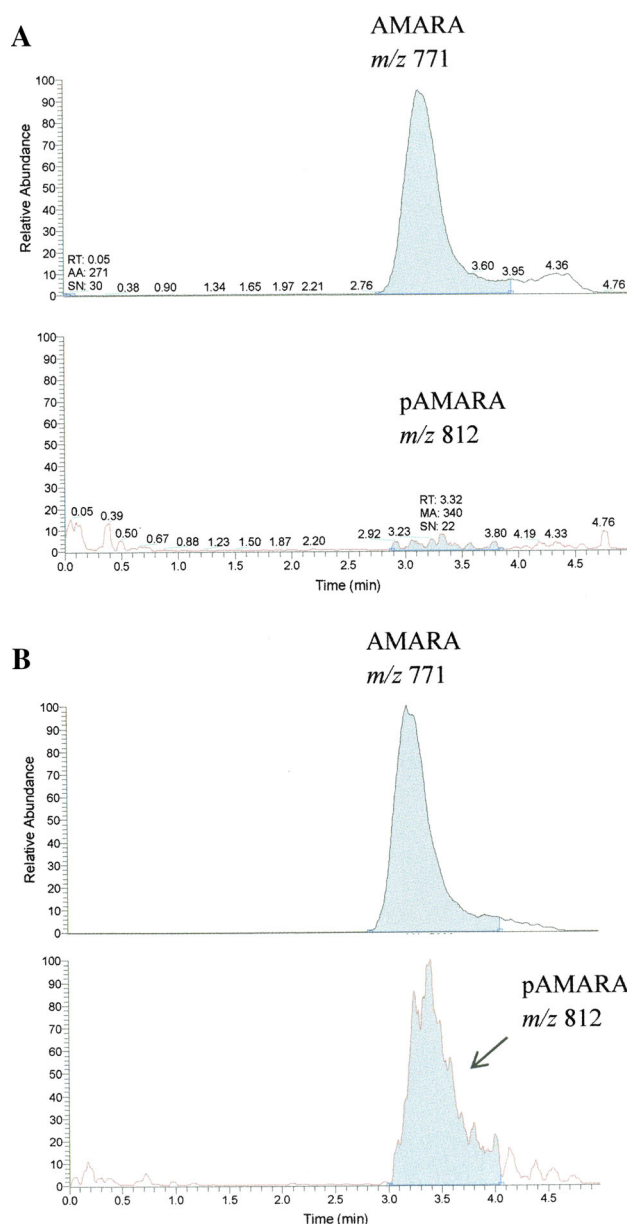 A
AMARA
m/z 771
100
90
80
70
60
50
40
30
20
10
0
Relative Abundance
RT: 0.05
AA: 271
SN: 30
0.38 0.90 1.34 1.65 1.97 2.21 2.76 3.60 3.95 4.36 4.76
pAMARA
m/z 812
100
90
80
70
60
50
40
30
20
10
0
RT: 3.32
MA: 340
SN: 22
0.05 0.39 0.50 0.67 0.88 1.23 1.50 1.87 2.20 2.92 3.23 3.80 4.19 4.33 4.76
0.0 0.5 1.0 1.5 2.0 2.5 3.0 3.5 4.0 4.5
Time (min)
B
AMARA
m/z 771
100
90
80
70
60
50
40
30
20
10
0
Relative Abundance
pAMARA
m/z 812
100
90
80
70
60
50
40
30
20
10
0
0.0 0.5 1.0 1.5 2.0 2.5 3.0 3.5 4.0 4.5
Time (min)